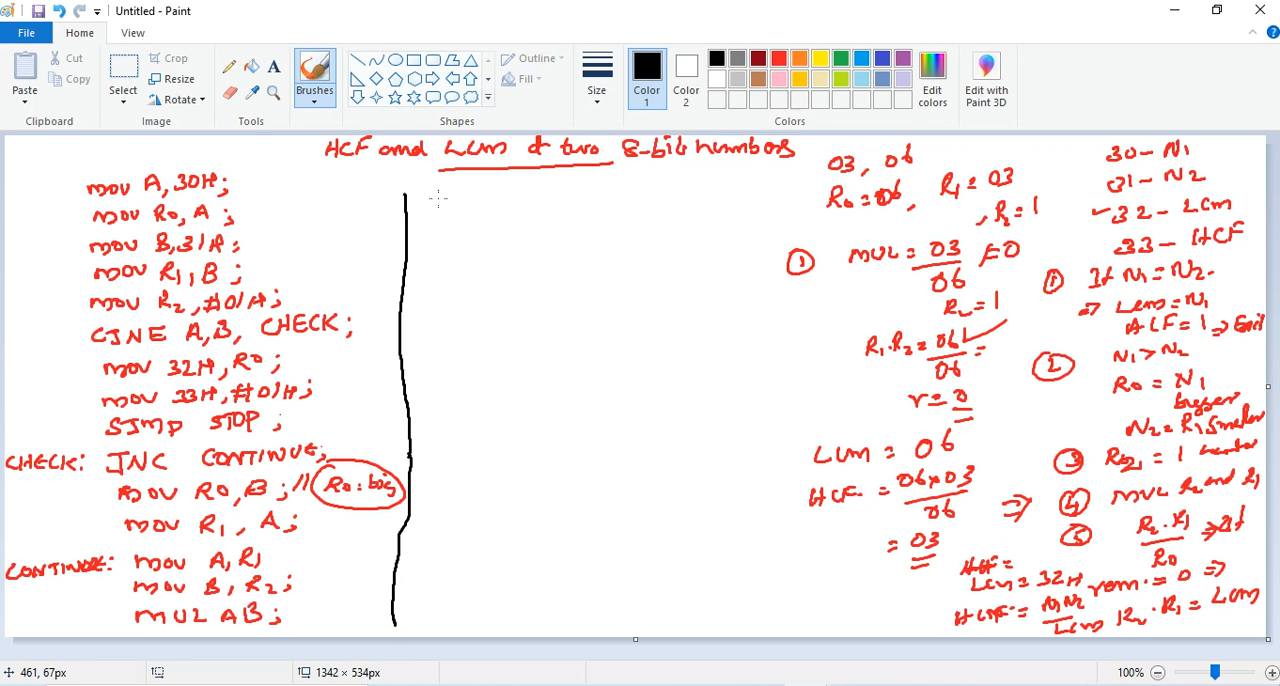 Untitled - Paint
File
Home
View
Paste
Cut
Copy
Clipboard
Select
Crop
Resize
Rotate
Image
Tools
Brushes
Outline
Fill
Shapes
Size
Color 1
Color 2
Edit colors
Edit with Paint 3D
Colors
HCF and LCM of two 8-bit numbers
MOV A, 30H;
MOV R0, A;
MOV B, 31H;
MOV R1, B;
MOV R2, #01H;
CJNE A, B, CHECK;
MOV 32H, R0;
MOV 33H, #01H;
SJMP STOP;
CHECK: JNC CONTINUE;
MOV R0, B; // R0: big
MOV R1, A;
CONTINUE: MOV A, R1
MOV B, R2;
MUL AB;
03, 06
R0 = 06, R1 = 03
, R2 = 1
① MUL = 03 ≠ 0
06
R2 = 1
R1.R2 = 06
06 =
r = 0
LCM = 06
HCF = 06 x 03
06
= 03
30 - N1
31 - N2
32 - LCM
33 - HCF
① If N1 = N2
⇒ LCM = N1
HCF = 1 ⇒ Exit
② N1 > N2
R0 = N1
bigger
N2 = R1 smaller
③ = 1
⇒ ④ MUL R2 and R1
⑤ R2.R1 ⇒ If
R0
LCM = 32H rem. = 0 ⇒
HCF = N1N2
LCM
R2.R1 = LCM
461, 67px
1342 × 534px
100%